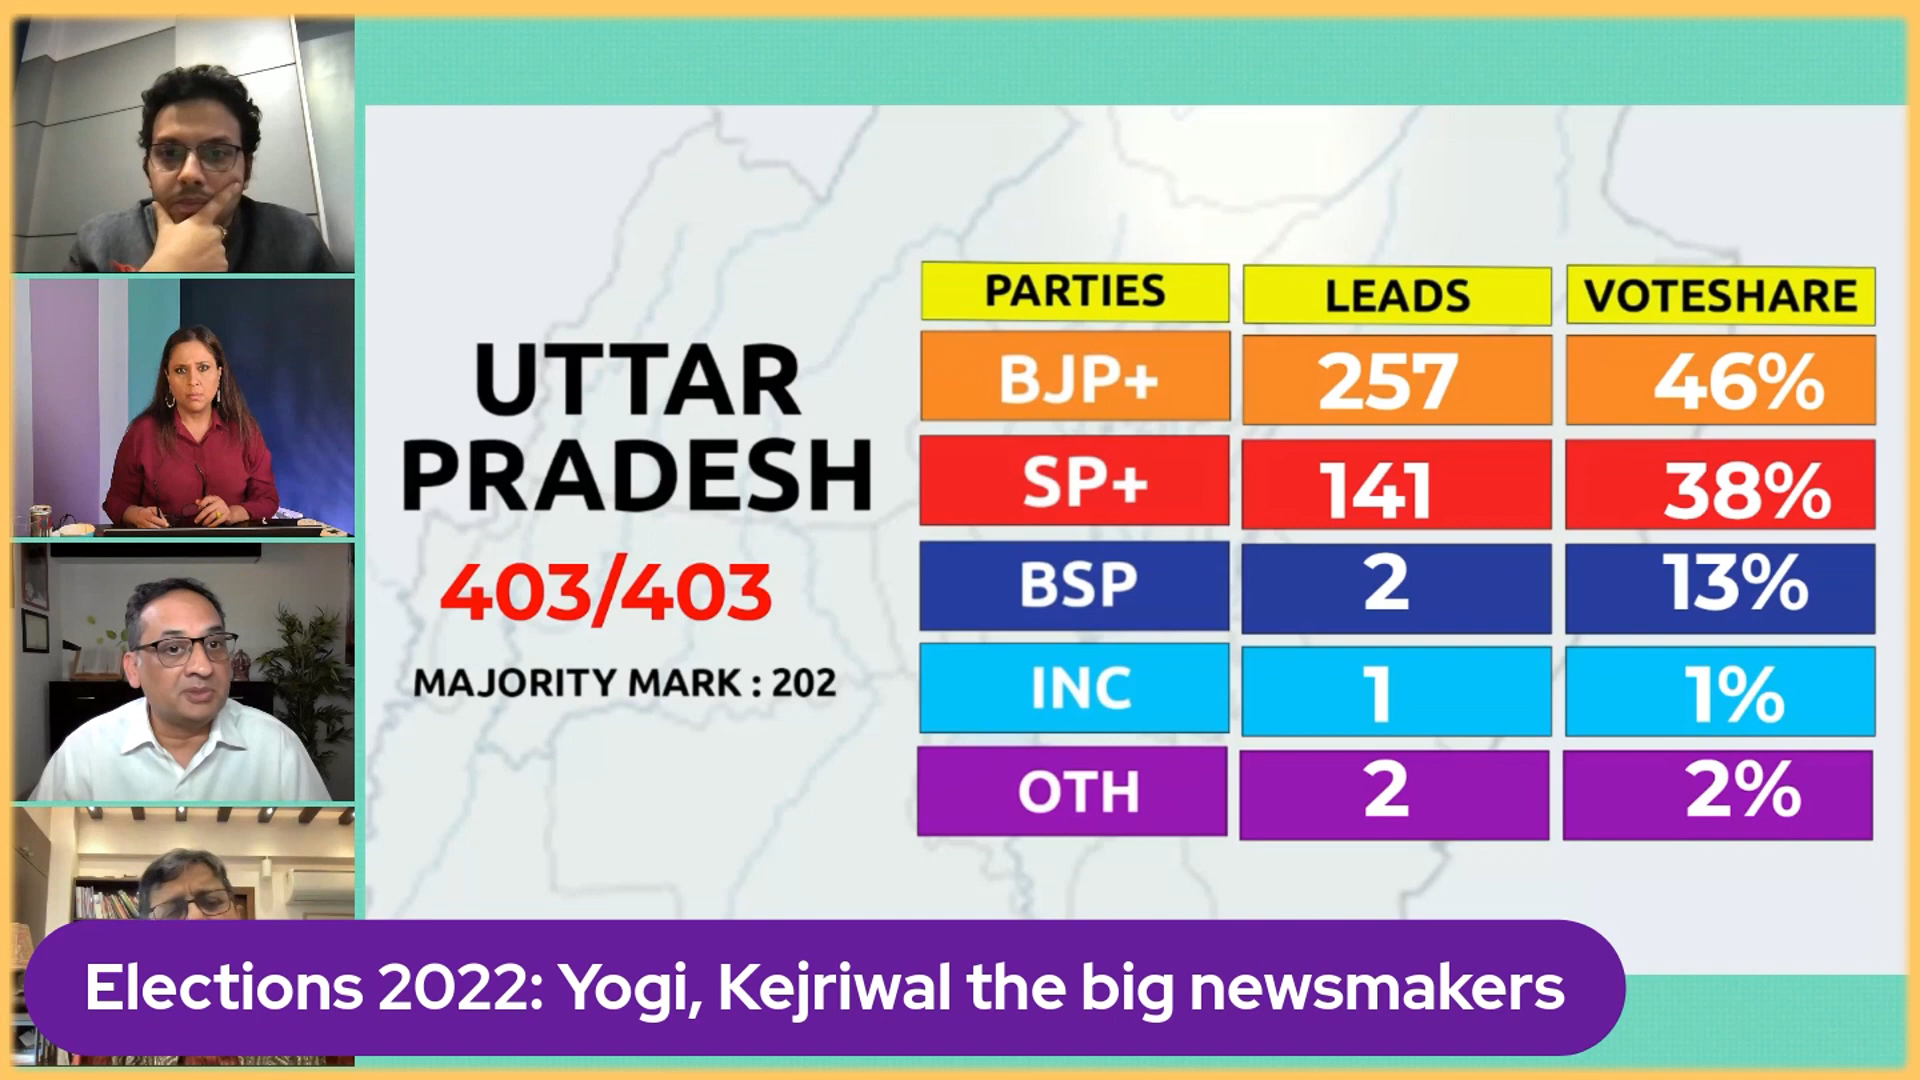 UTTAR
PRADESH
403/403
MAJORITY MARK : 202
PARTIES LEADS VOTESHARE
BJP+ 257 46%
SP+ 141 38%
BSP 2 13%
INC 1 1%
OTH 2 2%
Elections 2022: Yogi, Kejriwal the big newsmakers